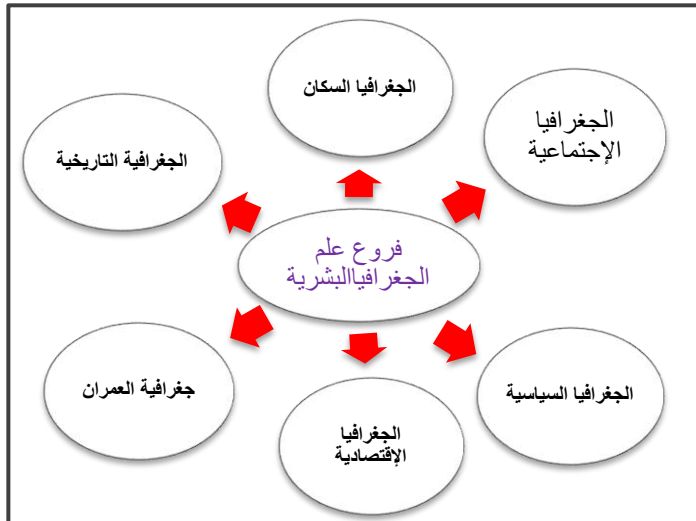 الجغرافيا السكان
الجغرافيا
الإجتماعية
الجغرافية التاريخية
فروع علم
الجغرافياالبشرية
جغرافية العمران
الجغرافيا السياسية
الجغرافيا
الإقتصادية